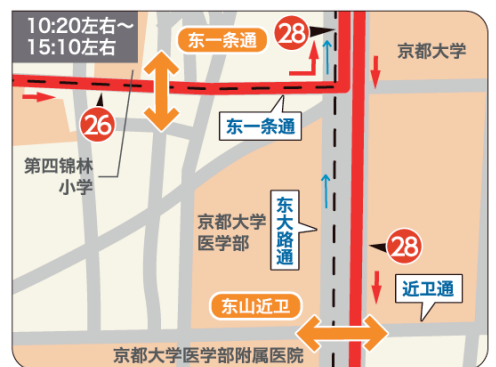 10:20左右～
15:10左右
东一条通
28
京都大学
26
东一条通
第四锦林
小学
京都大学
医学部
东大路通
28
近卫通
东山近卫
京都大学医学部附属医院